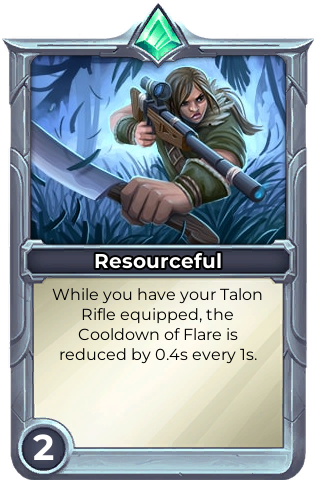 Resourceful
While you have your Talon
Rifle equipped, the
Cooldown of Flare is
reduced by 0.4s every 1s.
2